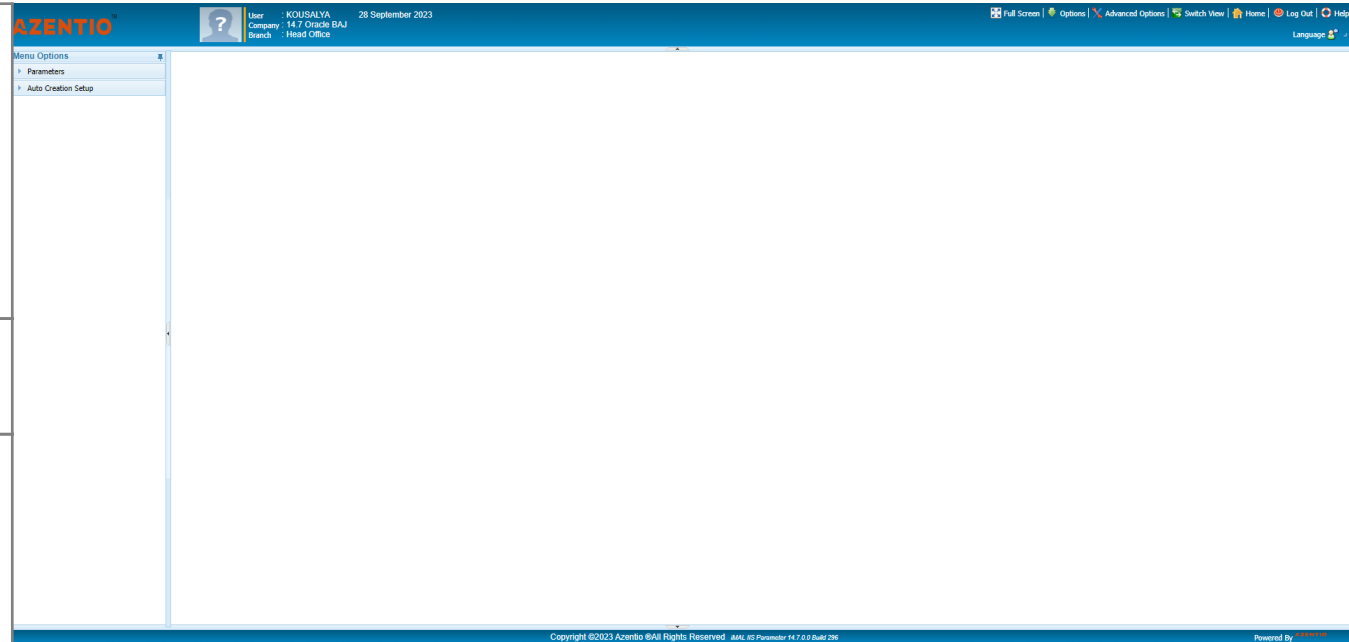 AZENTIO
User : KOUSALYA 28 September 2023
Company : 14.7 Oracle BAJ
Branch : Head Office
Full Screen | Options | Advanced Options | Switch View | Home | Log Out | Help
Language
Menu Options
Parameters
Auto Creation Setup
Copyright ©2023 Azentio ®All Rights Reserved iMAL IIS Parameter 14.7.0.0 Build 296
Powered By AZENTIO